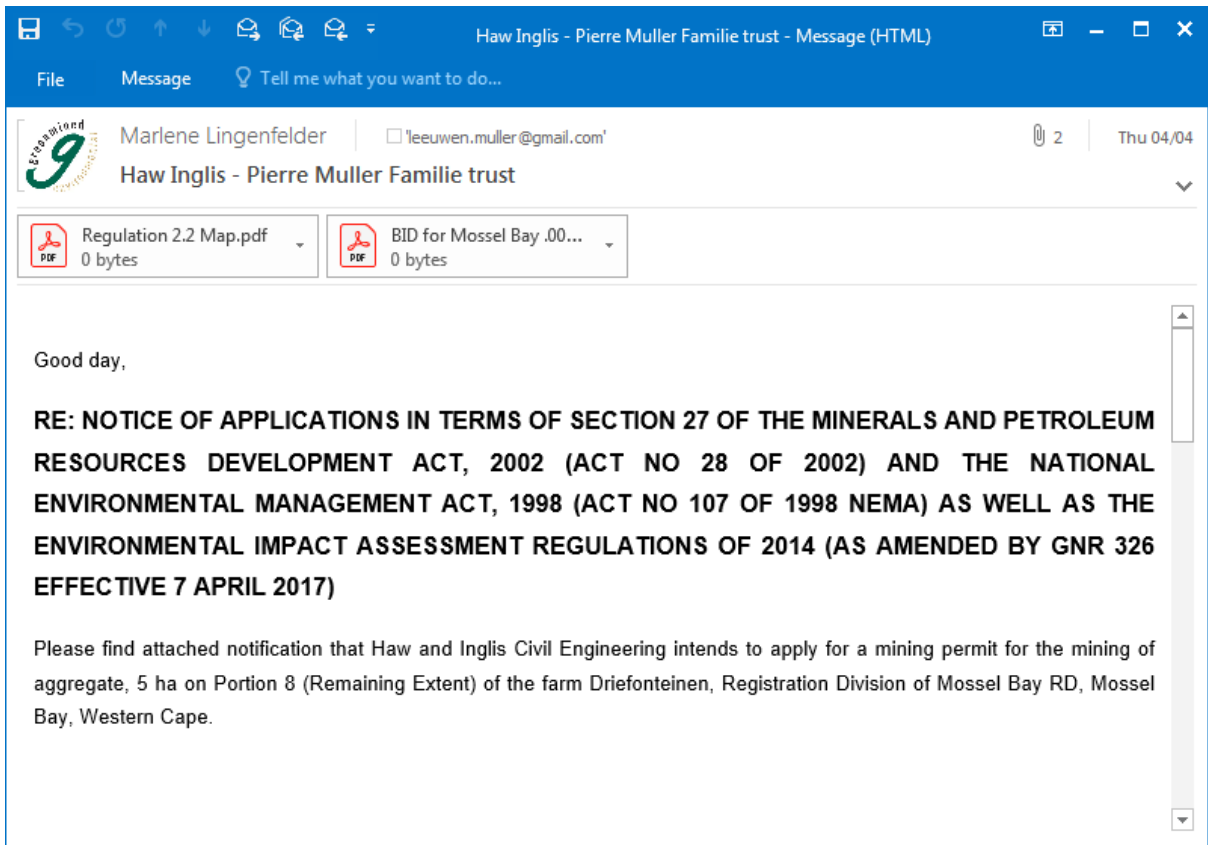 Haw Inglis - Pierre Muller Familie trust - Message (HTML)
File Message Tell me what you want to do...
Marlene Lingenfelder 'leeuwen.muller@gmail.com' 2 Thu 04/04
Haw Inglis - Pierre Muller Familie trust
Regulation 2.2 Map.pdf
0 bytes
BID for Mossel Bay .00...
0 bytes
PDF
PDF
Good day,
RE: NOTICE OF APPLICATIONS IN TERMS OF SECTION 27 OF THE MINERALS AND PETROLEUM
RESOURCES DEVELOPMENT ACT, 2002 (ACT NO 28 OF 2002) AND THE NATIONAL
ENVIRONMENTAL MANAGEMENT ACT, 1998 (ACT NO 107 OF 1998 NEMA) AS WELL AS THE
ENVIRONMENTAL IMPACT ASSESSMENT REGULATIONS OF 2014 (AS AMENDED BY GNR 326
EFFECTIVE 7 APRIL 2017)
Please find attached notification that Haw and Inglis Civil Engineering intends to apply for a mining permit for the mining of
aggregate, 5 ha on Portion 8 (Remaining Extent) of the farm Driefonteinen, Registration Division of Mossel Bay RD, Mossel
Bay, Western Cape.